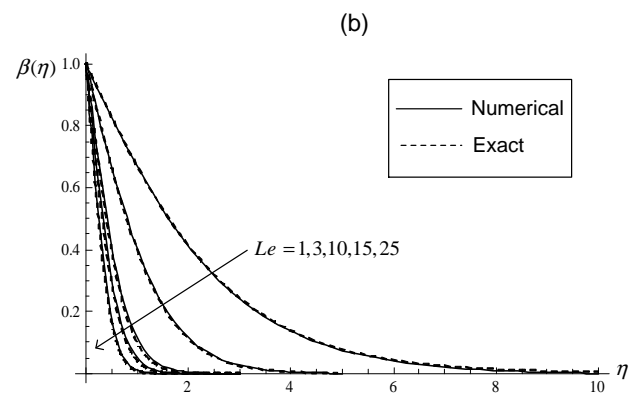 (b)
β(η)
1.0
0.8
0.6
0.4
0.2
Numerical
Exact
Le = 1,3,10,15,25
2 4 6 8 10 η